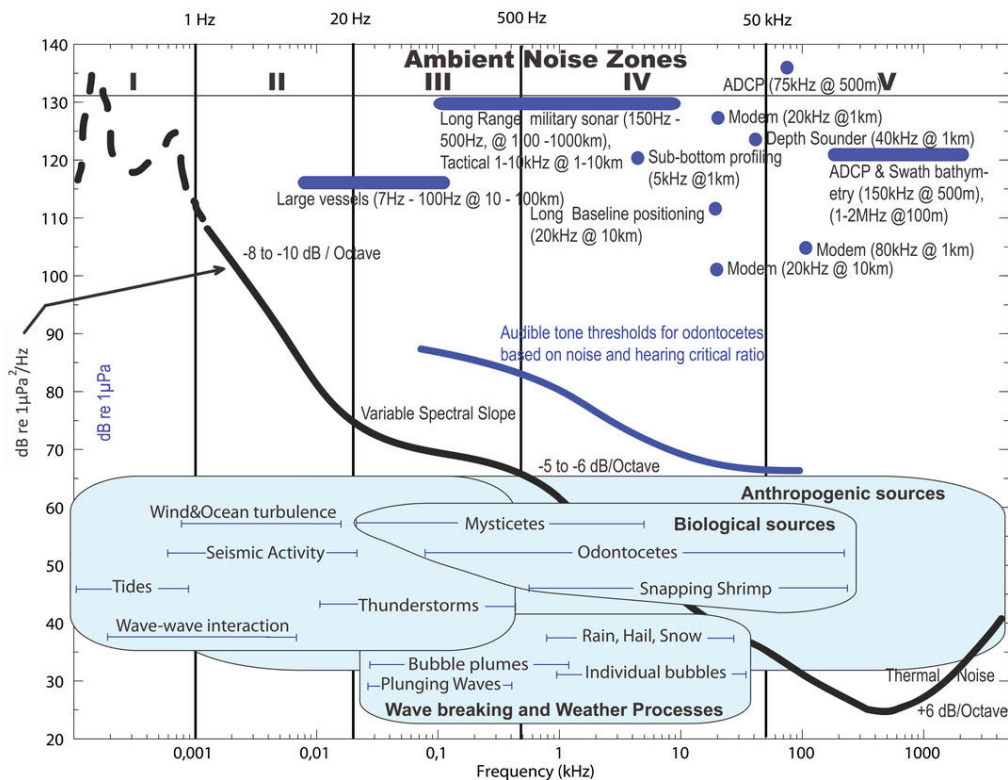 1 Hz
20 Hz
500 Hz
50 kHz
Ambient Noise Zones
I
II
III
IV
V
140
130
120
110
100
90
80
70
60
50
40
30
20
dB re 1µPa²/Hz
dB re 1µPa
ADCP (75kHz @ 500m)
Long Range military sonar (150Hz -
500Hz, @ 100 -1000km),
Tactical 1-10kHz @ 1-10km
Modem (20kHz @1km)
Depth Sounder (40kHz @ 1km)
Sub-bottom profiling
(5kHz @1km)
ADCP & Swath bathym-
etry (150kHz @ 500m),
(1-2MHz @100m)
Large vessels (7Hz - 100Hz @ 10 - 100km)
Long Baseline positioning
(20kHz @ 10km)
Modem (80kHz @ 1km)
Modem (20kHz @ 10km)
-8 to -10 dB / Octave
Audible tone thresholds for odontocetes
based on noise and hearing critical ratio
Variable Spectral Slope
-5 to -6 dB/Octave
Anthropogenic sources
Wind&Ocean turbulence
Mysticetes
Biological sources
Seismic Activity
Odontocetes
Tides
Snapping Shrimp
Thunderstorms
Wave-wave interaction
Rain, Hail, Snow
Bubble plumes
Individual bubbles
Plunging Waves
Wave breaking and Weather Processes
Thermal Noise
+6 dB/Octave
0,001
0,01
0,1
1
10
100
1000
Frequency (kHz)